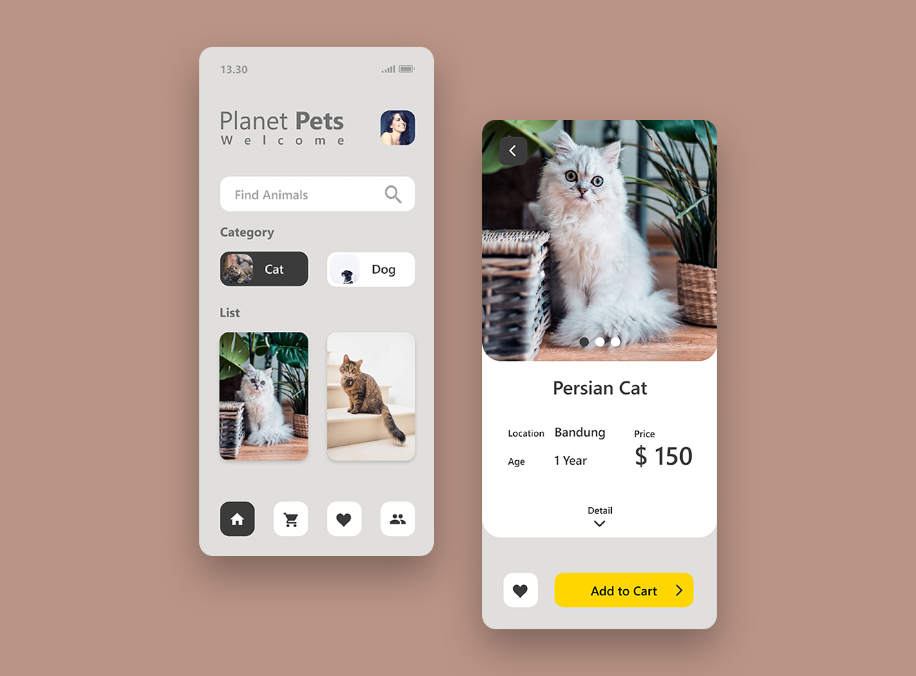 13.30
Planet Pets
Welcome
Find Animals
Category
Cat
Dog
List
Persian Cat
Location Bandung
Age 1 Year
Price
$ 150
Detail
Add to Cart